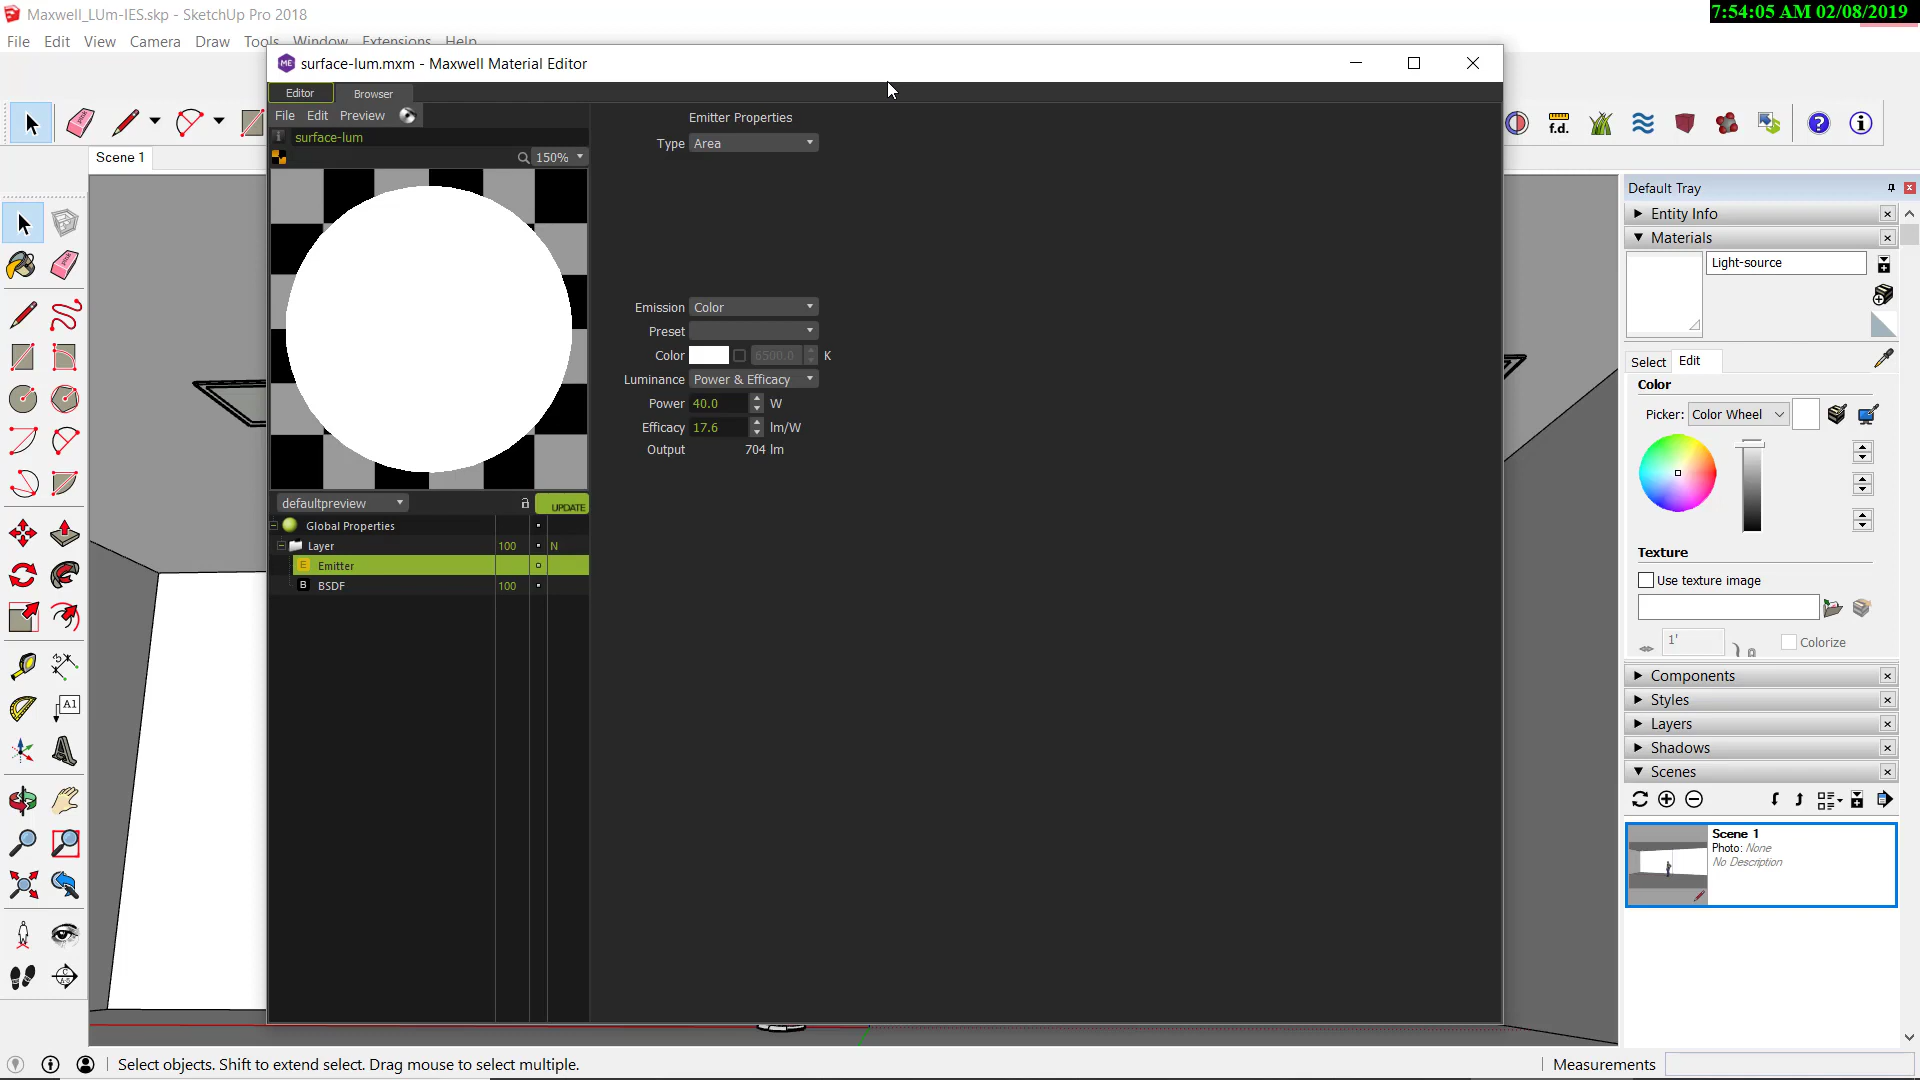 Maxwell_LUm-IES.skp - SketchUp Pro 2018
7:54:05 AM 02/08/2019
File Edit View Camera Draw Tools Window Extensions Help
surface-lum.mxm - Maxwell Material Editor
Editor Browser
File Edit Preview
surface-lum
150%
Emitter Properties
Type Area
Emission Color
Preset
Color 6500.0 K
Luminance Power & Efficacy
Power 40.0 W
Efficacy 17.6 lm/W
Output 704 lm
defaultpreview UPDATE
Global Properties
Layer 100 N
E Emitter
B BSDF 100
Scene 1
f.d.
A1
Default Tray
Entity Info
Materials
Light-source
Select Edit
Color
Picker: Color Wheel
Texture
Use texture image
1'
Colorize
Components
Styles
Layers
Shadows
Scenes
Scene 1
Photo: None
No Description
Select objects. Shift to extend select. Drag mouse to select multiple.
Measurements